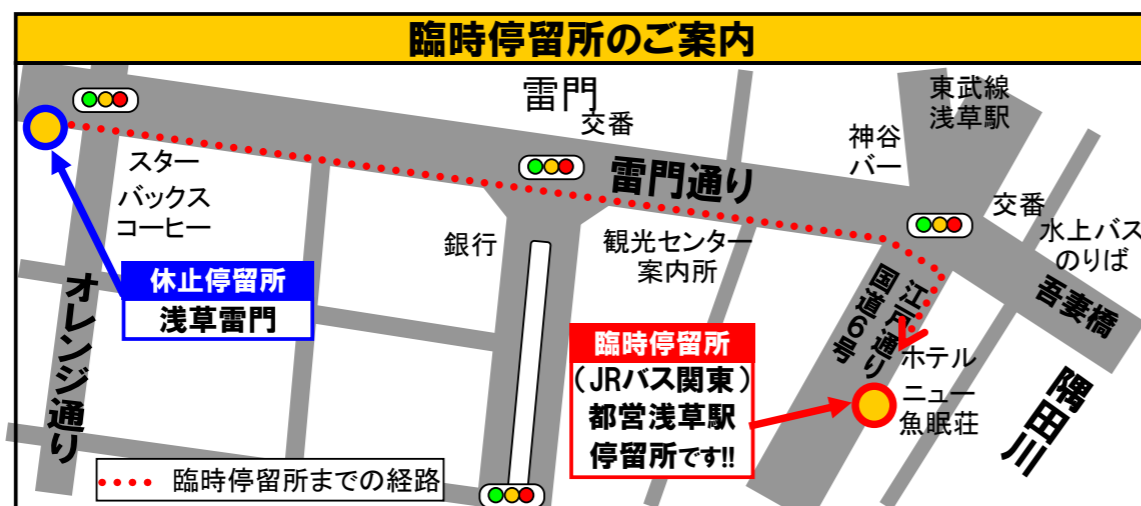 臨時停留所のご案内
雷門
交番
東武線
浅草駅
神谷
バー
スター
バックス
コーヒー
雷門通り
交番
水上バス
のりば
銀行
観光センター
案内所
吾妻橋
休止停留所
浅草雷門
オレンジ通り
江戸通り
国道6号
臨時停留所
(JRバス関東)
都営浅草駅
停留所です!!
ホテル
ニュー
魚眠荘
隅田川
臨時停留所までの経路